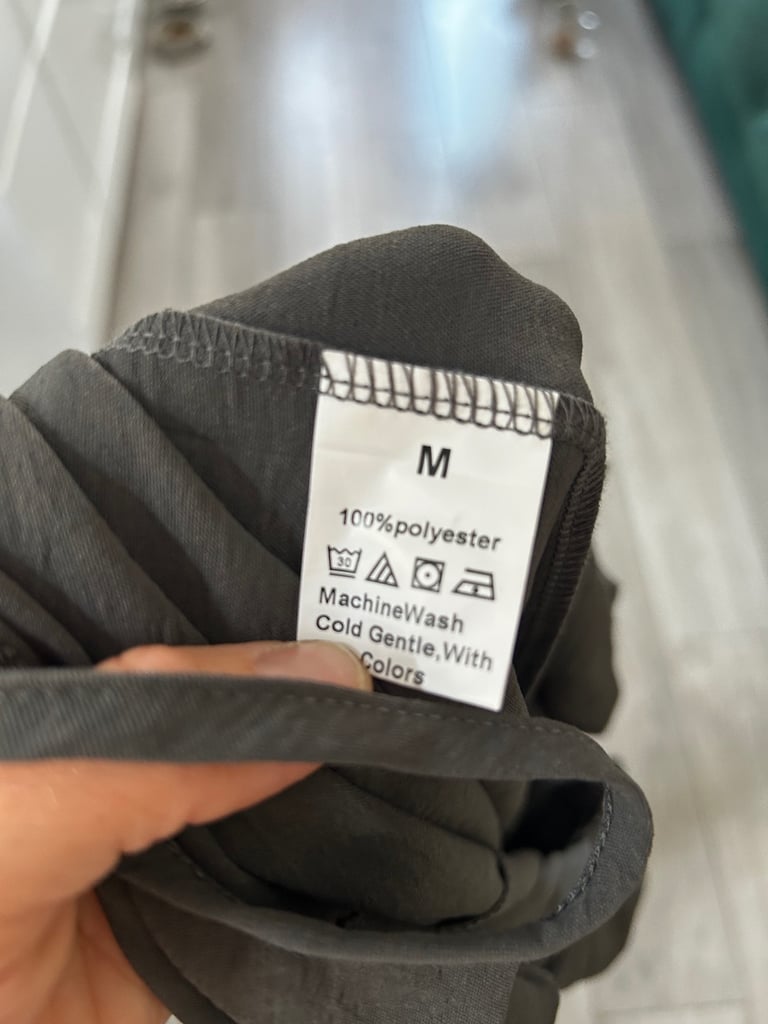 M
100%polyester
30
MachineWash
Cold Gentle,With
Colors